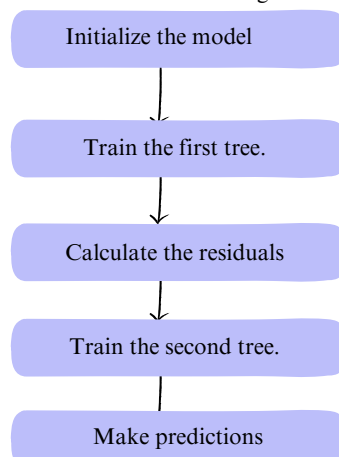 Initialize the model
Train the first tree.
Calculate the residuals
Train the second tree.
Make predictions